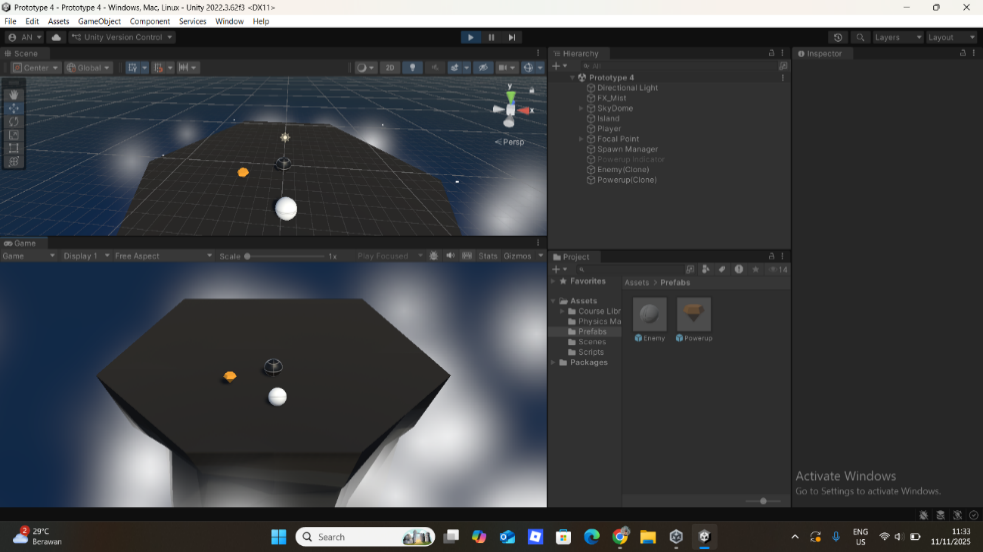 Prototype 4 - Prototype 4 - Windows, Mac, Linux - Unity 2022.3.62f3 <DX11>
File Edit Assets GameObject Component Services Window Help
AN Unity Version Control Layers Layout
Scene
Center Global 2D
y
x
Persp
Hierarchy
All
Prototype 4
Directional Light
FX_Mist
SkyDome
Island
Player
Focal Point
Spawn Manager
Powerup Indicator
Enemy(Clone)
Powerup(Clone)
Inspector
Game
Game Display 1 Free Aspect Scale 1x Play Focused Stats Gizmos
Project
14
Favorites
Assets
Course Libr
Physics Ma
Prefabs
Scenes
Scripts
Packages
Assets > Prefabs
Enemy Powerup
Activate Windows
Go to Settings to activate Windows.
2
29°C
Berawan
Search
ENG
US
11:33
11/11/2025